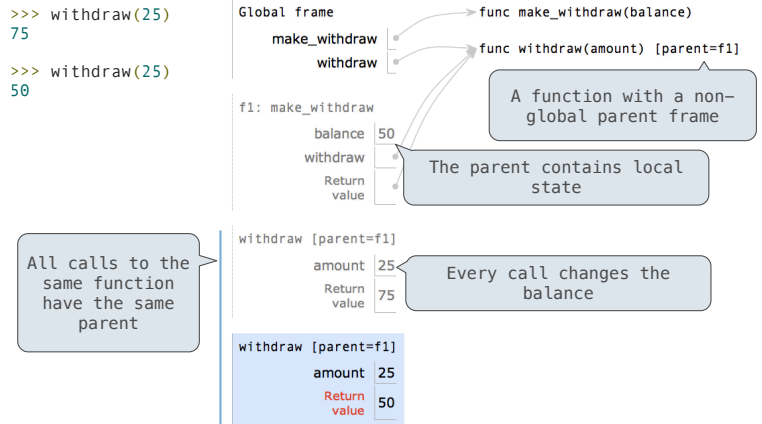 >>> withdraw(25)
75
>>> withdraw(25)
50
Global frame
make_withdraw
withdraw
func make_withdraw(balance)
func withdraw(amount) [parent=f1]
A function with a non-
global parent frame
f1: make_withdraw
balance 50
withdraw
Return
value
The parent contains local
state
All calls to the
same function
have the same
parent
withdraw [parent=f1]
amount 25
Return
value 75
Every call changes the
balance
withdraw [parent=f1]
amount 25
Return
value 50